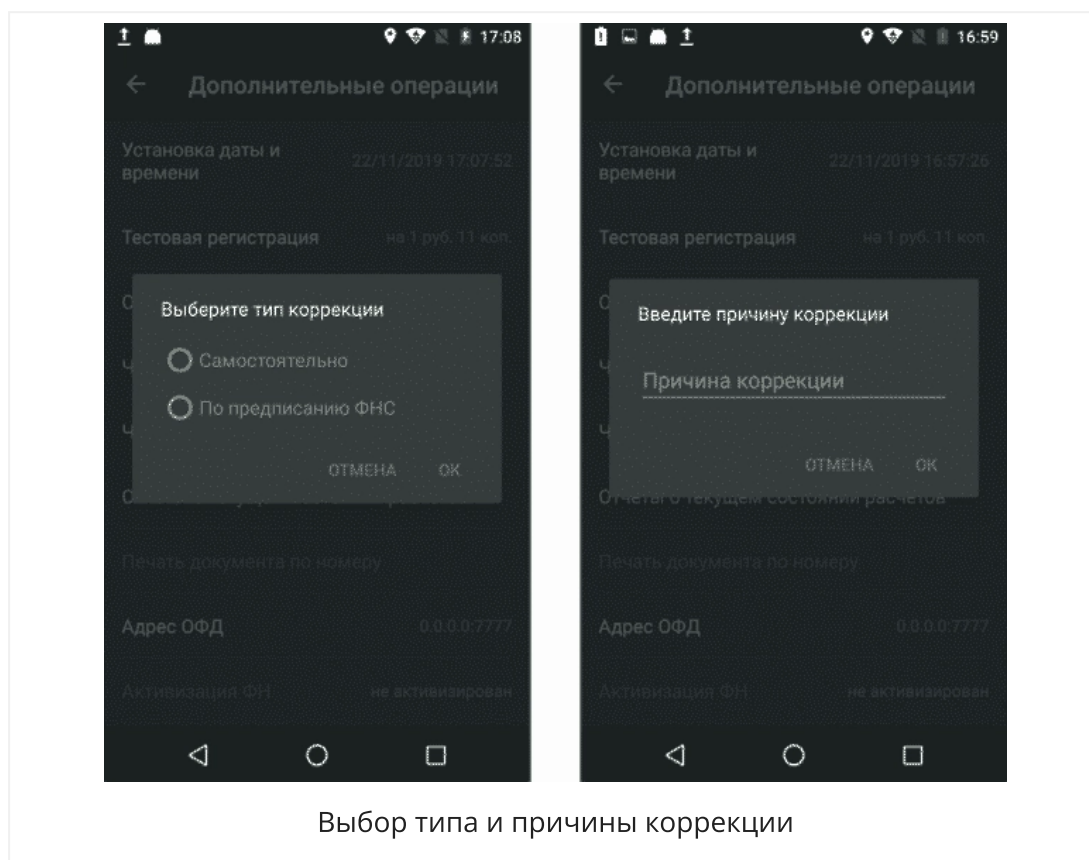 17:08
Дополнительные операции
Установка даты и
времени
22/11/2019 17:07:52
Тестовая регистрация
на 1 руб. 11 коп.
Выберите тип коррекции
Самостоятельно
По предписанию ФНС
ОТМЕНА
ОК
Печать документа по номеру
Адрес ОФД
0.0.0.0:7777
Активизация ФН
не активизирован
16:59
Дополнительные операции
Установка даты и
времени
22/11/2019 16:57:26
Тестовая регистрация
на 1 руб. 11 коп.
Введите причину коррекции
Причина коррекции
ОТМЕНА
ОК
Отчеты о текущем состоянии расчетов
Печать документа по номеру
Адрес ОФД
0.0.0.0:7777
Активизация ФН
не активизирован
Выбор типа и причины коррекции